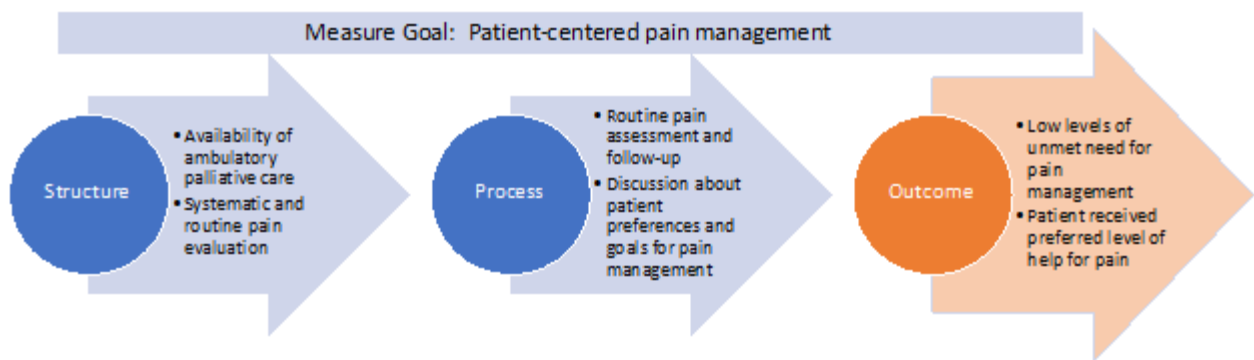 Measure Goal:  Patient-centered pain management
Structure
• Availability of
ambulatory
palliative care
• Systematic and
routine pain
evaluation
Process
• Routine pain
assessment and
follow-up
• Discussion about
patient
preferences and
goals for pain
management
Outcome
• Low levels of
unmet need for
pain
management
• Patient received
preferred level of
help for pain